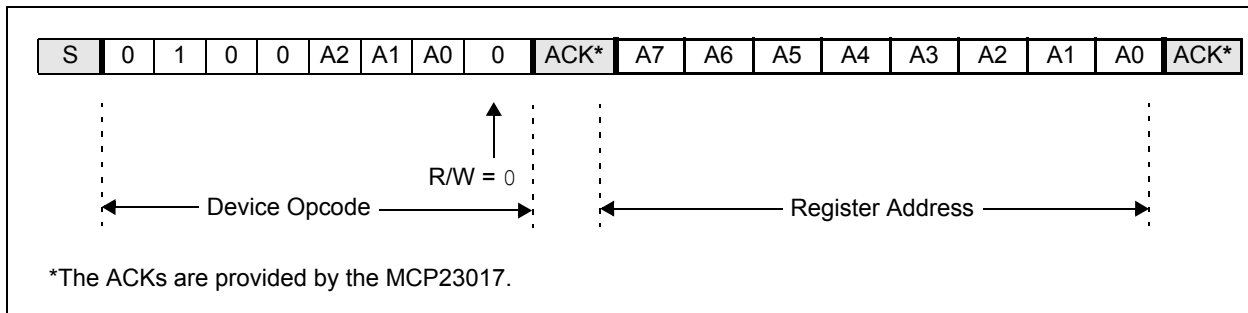 S 0 1 0 0 A2 A1 A0 0 ACK* A7 A6 A5 A4 A3 A2 A1 A0 ACK*
R/W = 0
Device Opcode
Register Address
*The ACKs are provided by the MCP23017.